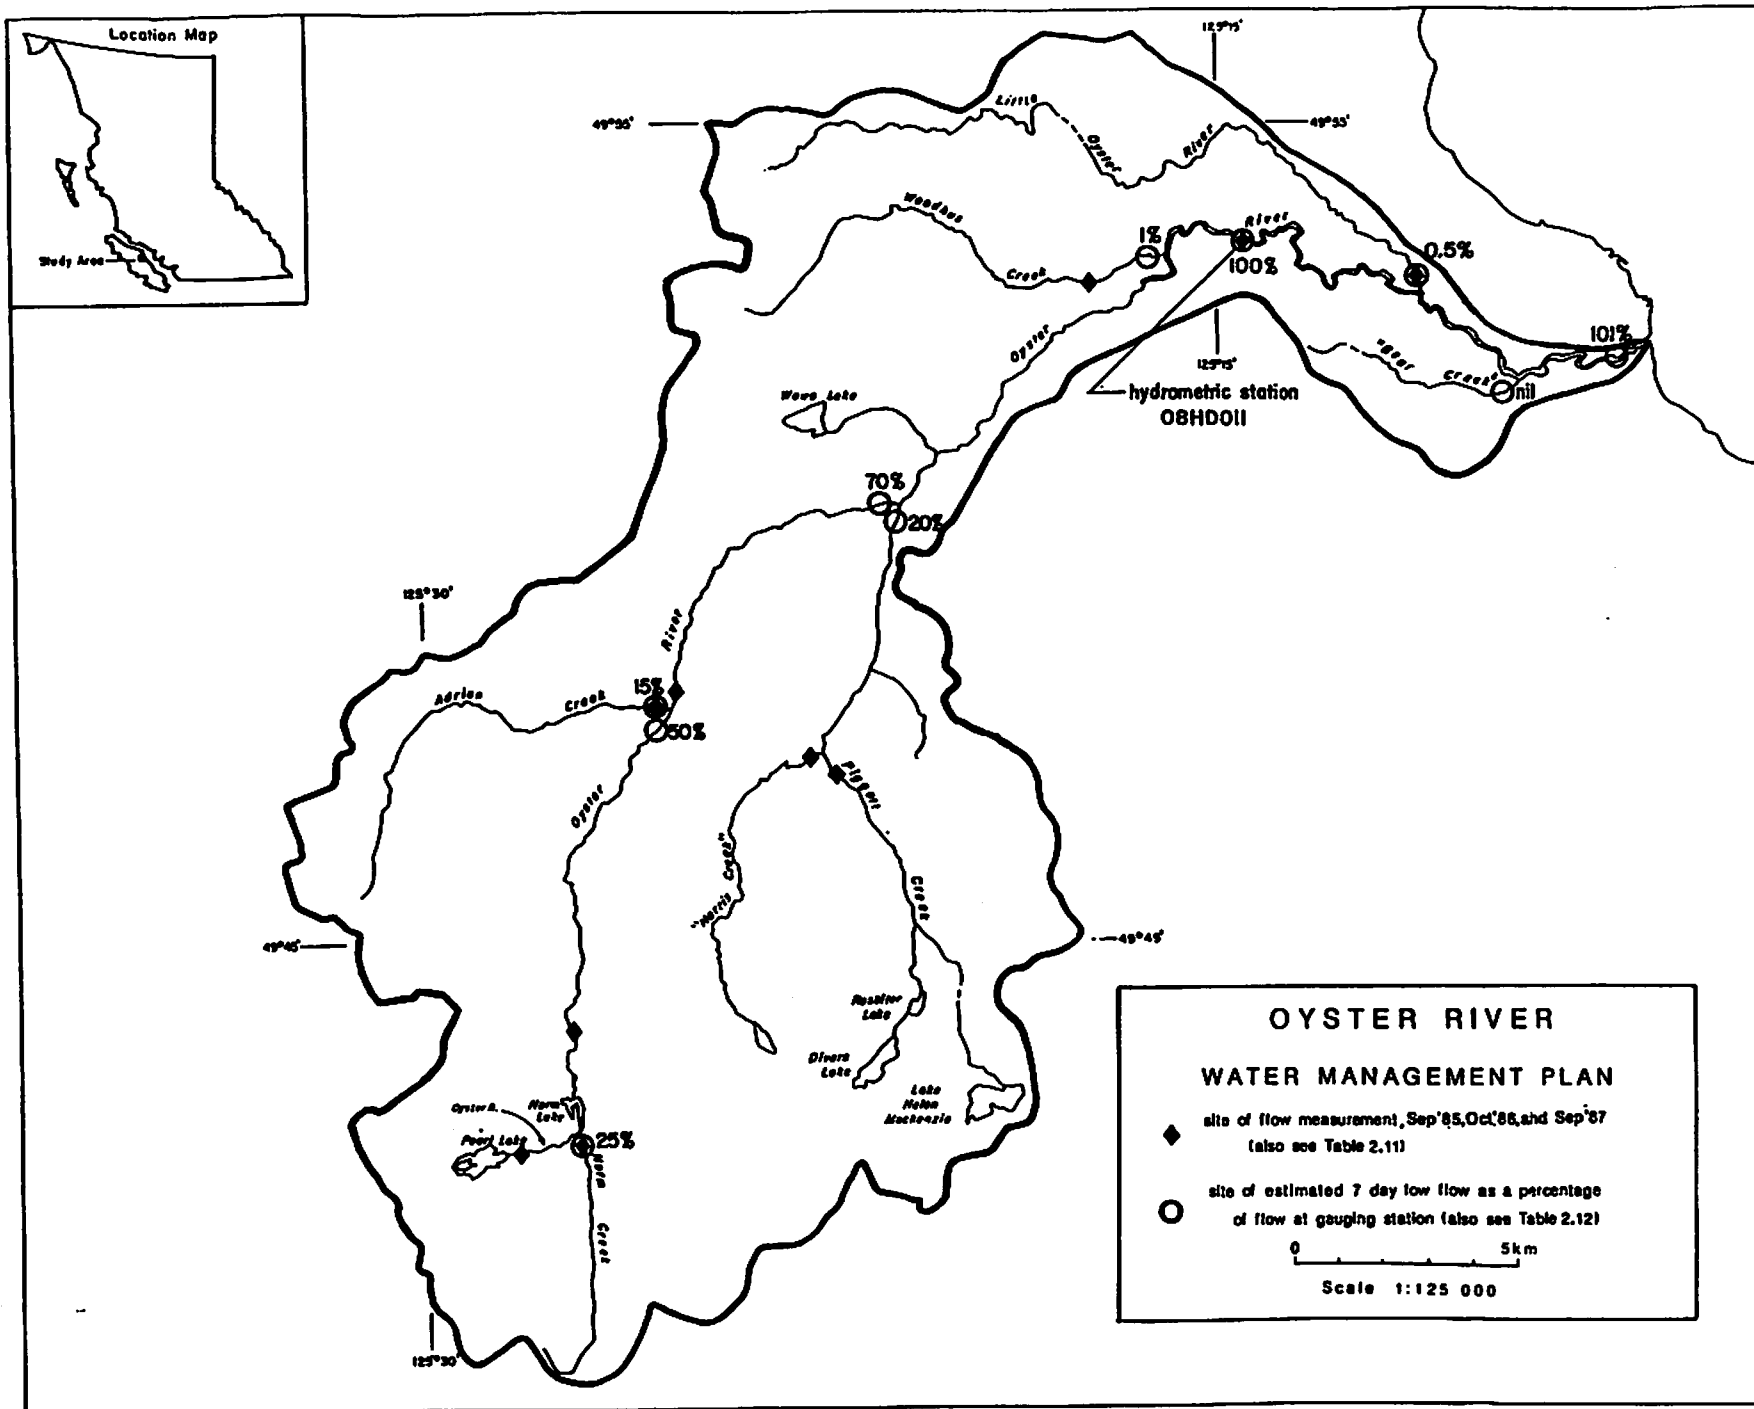 Location Map
Study Area
125°15'
49°55'
49°55'
Little
Oyster
River
Woodhus
Creek
1%
River
100%
0.5%
101%
Oyster
125°15'
"Bear
Creek"
nil
hydrometric station
08HD011
Wowo Lake
70%
20%
125°30'
River
Adrian
Creek
15%
50%
Oyster
Piggott
Creek
"Harris Creek"
49°45'
49°45'
Rossiter
Lake
Divers
Lake
Lake
Helen
Mackenzie
Oyster R.
Norm
Lake
Pearl Lake
25%
Norm
Creek
125°30'
OYSTER RIVER
WATER MANAGEMENT PLAN
site of flow measurement, Sep'85, Oct'86, and Sep'87
(also see Table 2.11)
site of estimated 7 day low flow as a percentage
of flow at gauging station (also see Table 2.12)
0 5km
Scale 1:125 000